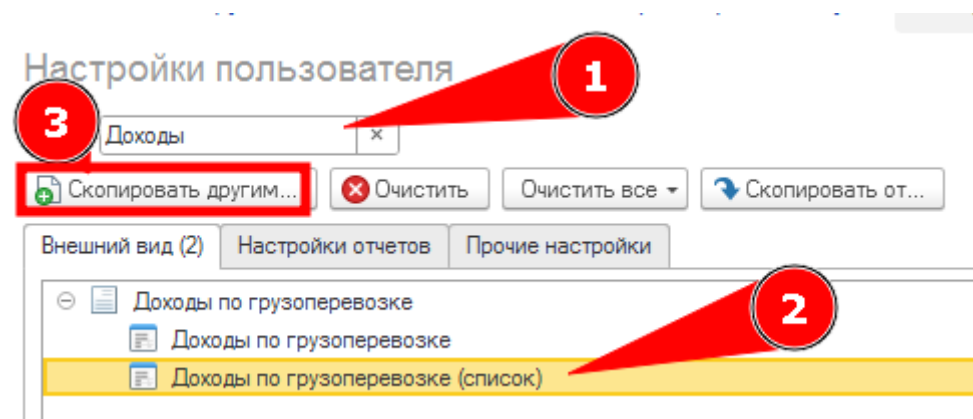 Настройки пользователя
1
3
Доходы ×
Скопировать другим... Очистить Очистить все Скопировать от...
Внешний вид (2) Настройки отчетов Прочие настройки
Доходы по грузоперевозке
2
Доходы по грузоперевозке
Доходы по грузоперевозке (список)